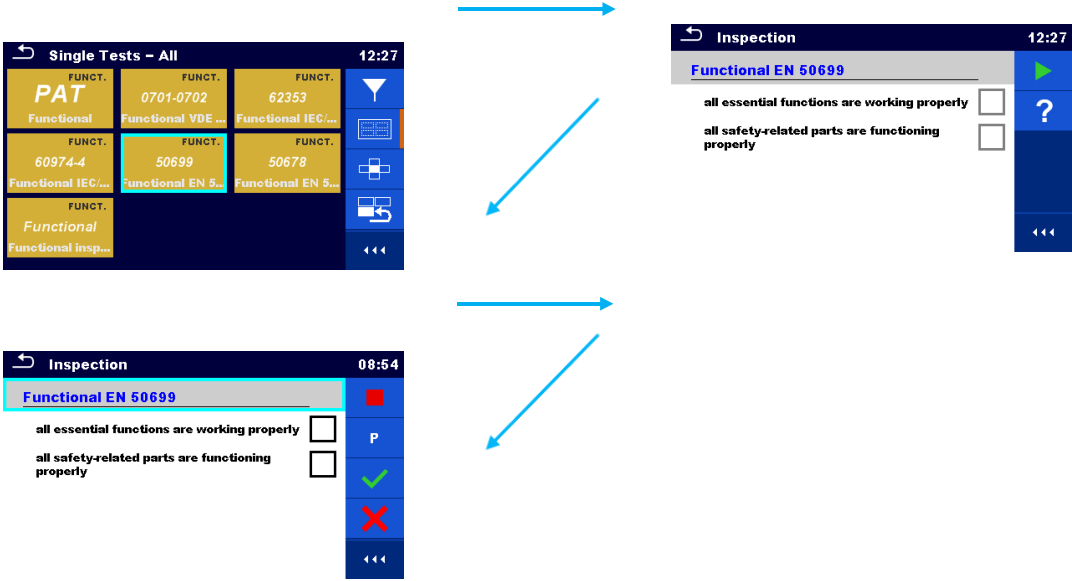 Single Tests – All 12:27
FUNCT. FUNCT. FUNCT.
PAT 0701-0702 62353
Functional Functional VDE ... Functional IEC/...
FUNCT. FUNCT. FUNCT.
60974-4 50699 50678
Functional IEC/... Functional EN 5... Functional EN 5...
FUNCT.
Functional
Functional insp...
Inspection 12:27
Functional EN 50699
all essential functions are working properly
all safety-related parts are functioning
properly
?
Inspection 08:54
Functional EN 50699
all essential functions are working properly
P
all safety-related parts are functioning
properly